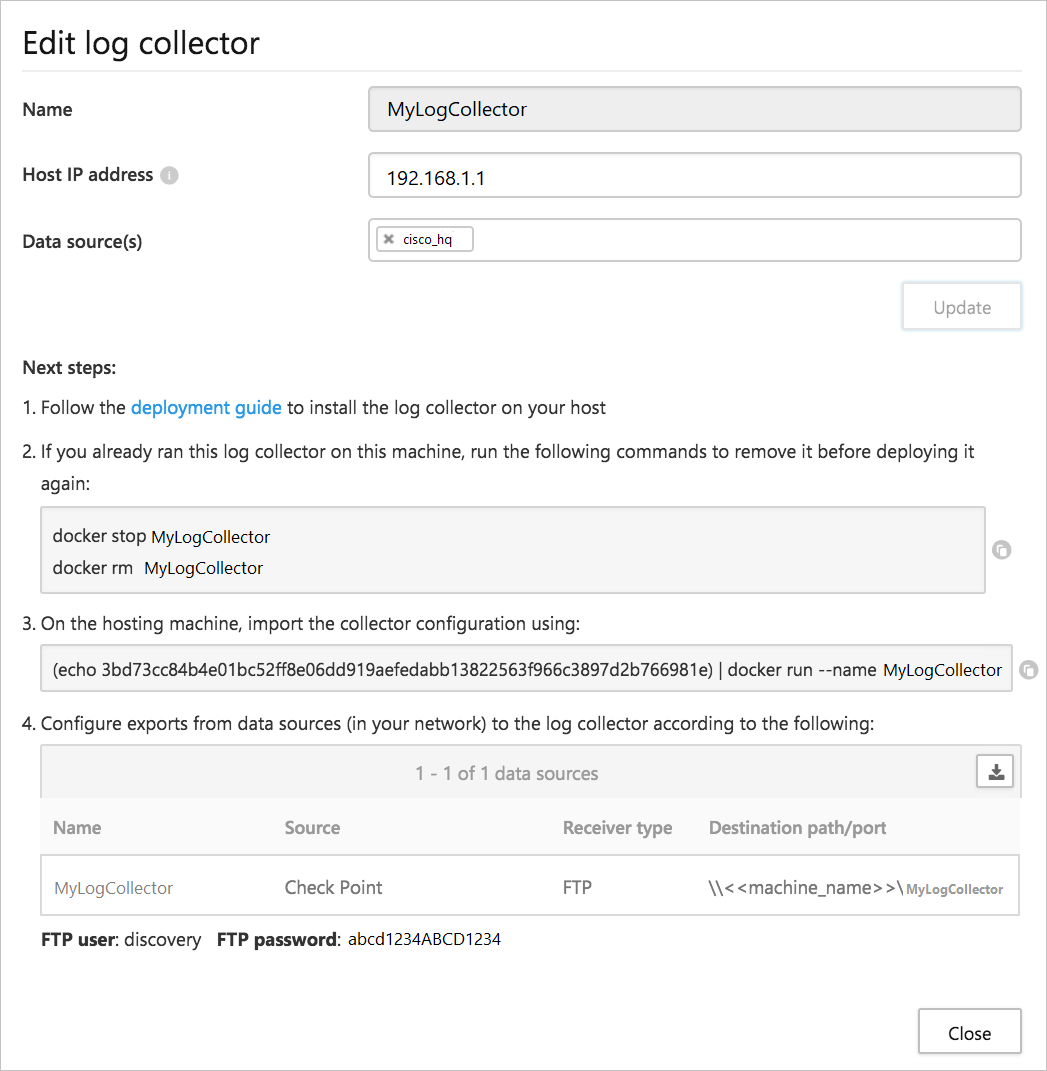 Edit log collector
Name
MyLogCollector
Host IP address i
192.168.1.1
Data source(s)
✖ cisco_hq
Update
Next steps:
1. Follow the deployment guide to install the log collector on your host
2. If you already ran this log collector on this machine, run the following commands to remove it before deploying it
again:
docker stop MyLogCollector
docker rm MyLogCollector
3. On the hosting machine, import the collector configuration using:
(echo 3bd73cc84b4e01bc52ff8e06dd919aefedabb13822563f966c3897d2b766981e) | docker run --name MyLogCollector
4. Configure exports from data sources (in your network) to the log collector according to the following:
1 - 1 of 1 data sources
Name Source Receiver type Destination path/port
MyLogCollector Check Point FTP \\<<machine_name>>\MyLogCollector
FTP user: discovery FTP password: abcd1234ABCD1234
Close